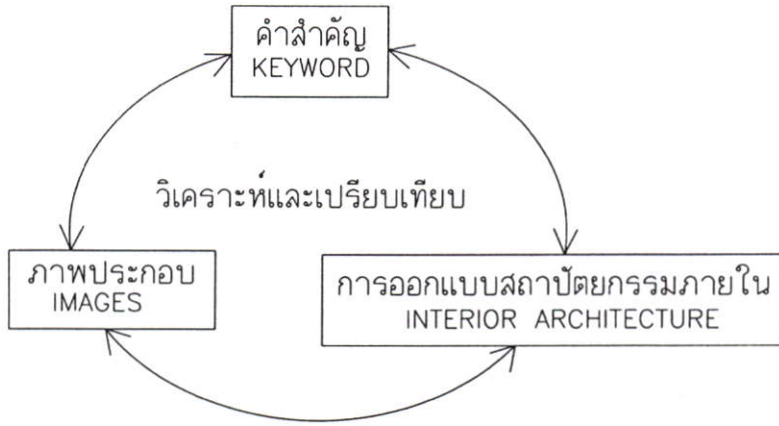 คำสำคัญ
KEYWORD
วิเคราะห์และเปรียบเทียบ
ภาพประกอบ
IMAGES
การออกแบบสถาปัตยกรรมภายใน
INTERIOR ARCHITECTURE